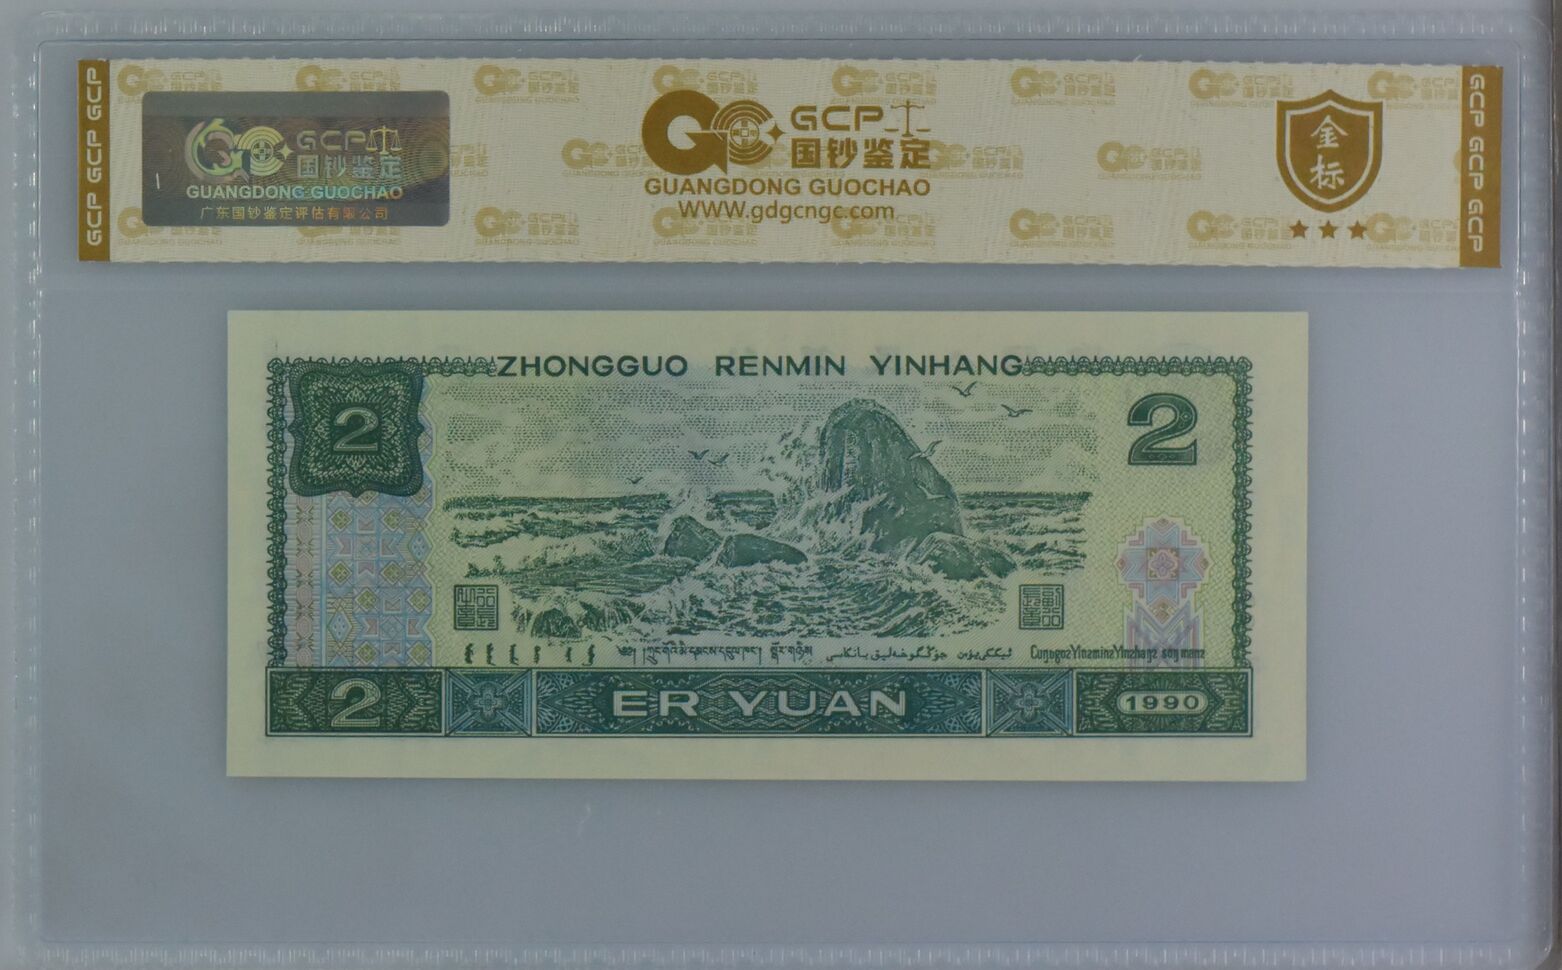 GCP GCP GCP
GCP
国钞鉴定
GUANGDONG GUOCHAO
广东国钞鉴定评估有限公司
GCP
国钞鉴定
GUANGDONG GUOCHAO
WWW.gdgcngc.com
金标
GCP GCP GCP
ZHONGGUO RENMIN YINHANG
2
2
2
ER YUAN
1990